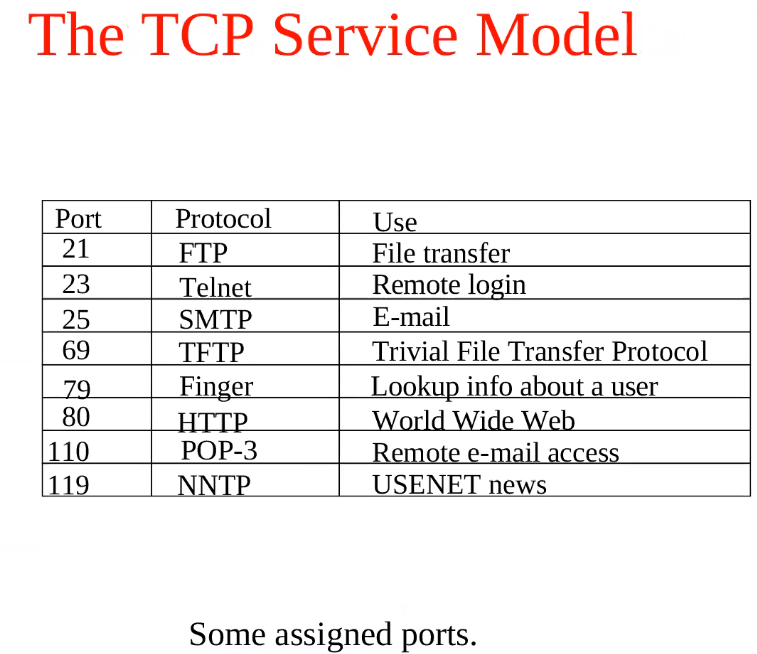 The TCP Service Model
Port Protocol Use
21 FTP File transfer
23 Telnet Remote login
25 SMTP E-mail
69 TFTP Trivial File Transfer Protocol
79 Finger Lookup info about a user
80 HTTP World Wide Web
110 POP-3 Remote e-mail access
119 NNTP USENET news
Some assigned ports.